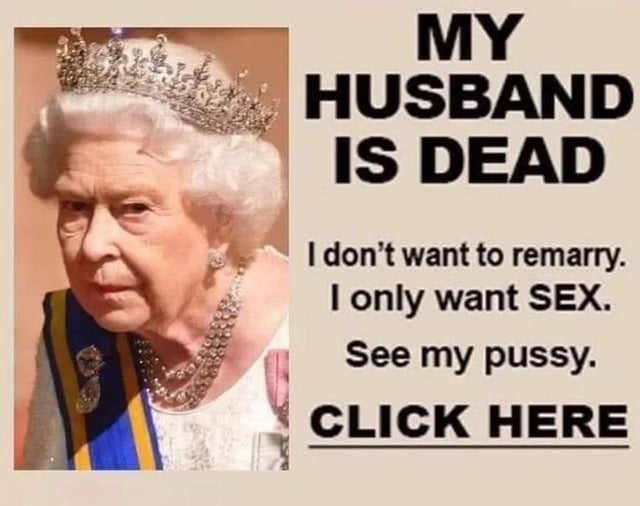 MY
HUSBAND
IS DEAD
I don't want to remarry.
I only want SEX.
See my pussy.
CLICK HERE